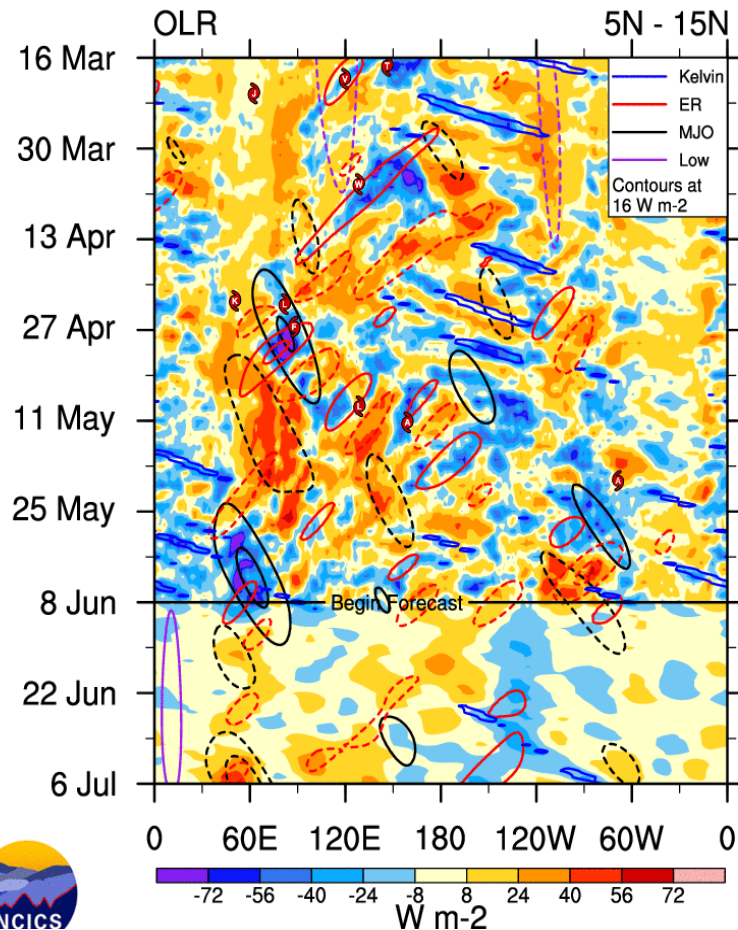 OLR 5N - 15N
16 Mar
30 Mar
13 Apr
27 Apr
11 May
25 May
8 Jun
22 Jun
6 Jul
Kelvin
ER
MJO
Low
Contours at
16 W m-2
J
V
T
W
K
L
F
L
A
A
Begin Forecast
0 60E 120E 180 120W 60W 0
-72 -56 -40 -24 -8 8 24 40 56 72
W m-2
NCICS